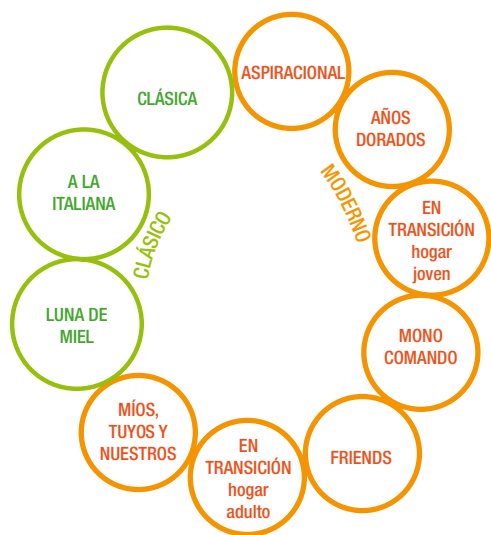 CLÁSICA
ASPIRACIONAL
AÑOS
DORADOS
EN
TRANSICIÓN
hogar
joven
MONO
COMANDO
FRIENDS
EN
TRANSICIÓN
hogar
adulto
MÍOS,
TUYOS Y
NUESTROS
LUNA DE
MIEL
A LA
ITALIANA
CLÁSICO
MODERNO